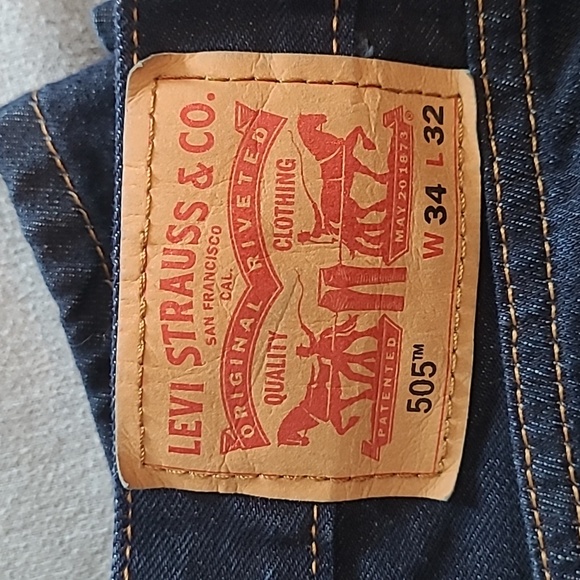 LEVI STRAUSS & CO.
SAN FRANCISCO
CAL.
ORIGINAL RIVETED
QUALITY CLOTHING
PATENTED MAY 20 1873 ®
505™ W 34 L 32